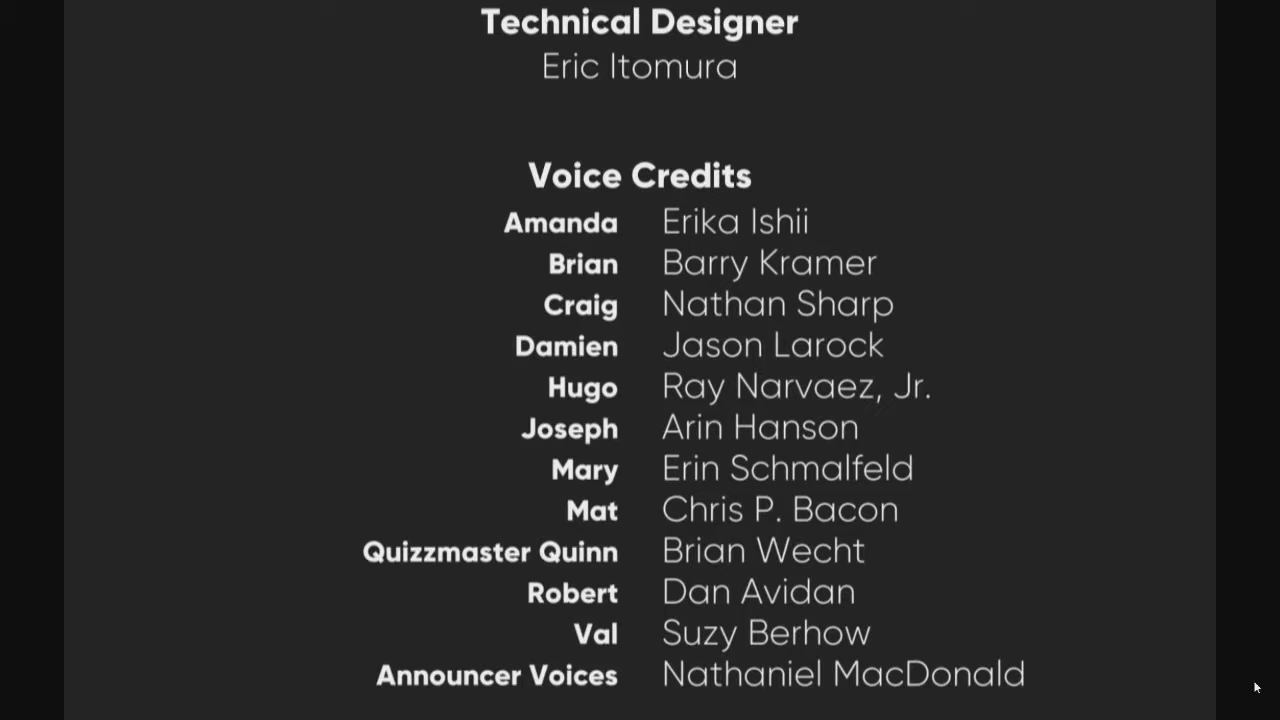 Technical Designer
Eric Itomura
Voice Credits
Amanda Erika Ishii
Brian Barry Kramer
Craig Nathan Sharp
Damien Jason Larock
Hugo Ray Narvaez, Jr.
Joseph Arin Hanson
Mary Erin Schmalfeld
Mat Chris P. Bacon
Quizzmaster Quinn Brian Wecht
Robert Dan Avidan
Val Suzy Berhow
Announcer Voices Nathaniel MacDonald